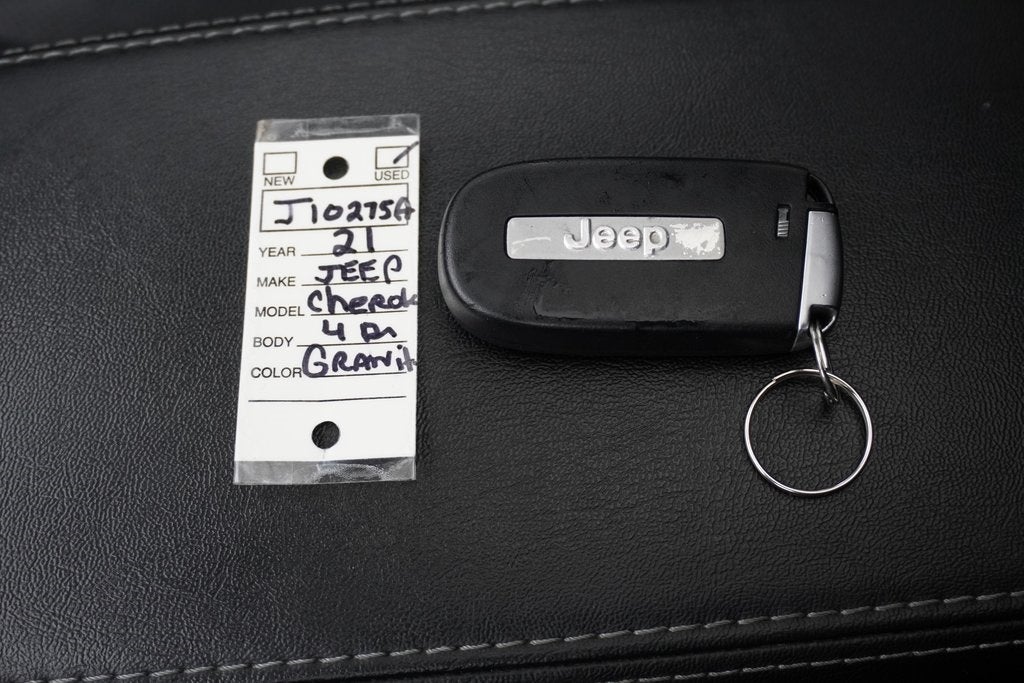 NEW USED
J10275A
YEAR 21
MAKE JEEP
MODEL Cherok
BODY 4 Dr
COLOR Granit
Jeep